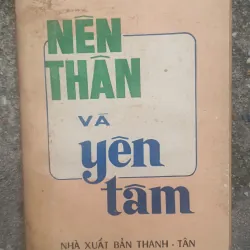 NÊN
THÂN
VÀ
yên
tâm
NHÀ XUẤT BẢN THANH - TÂN